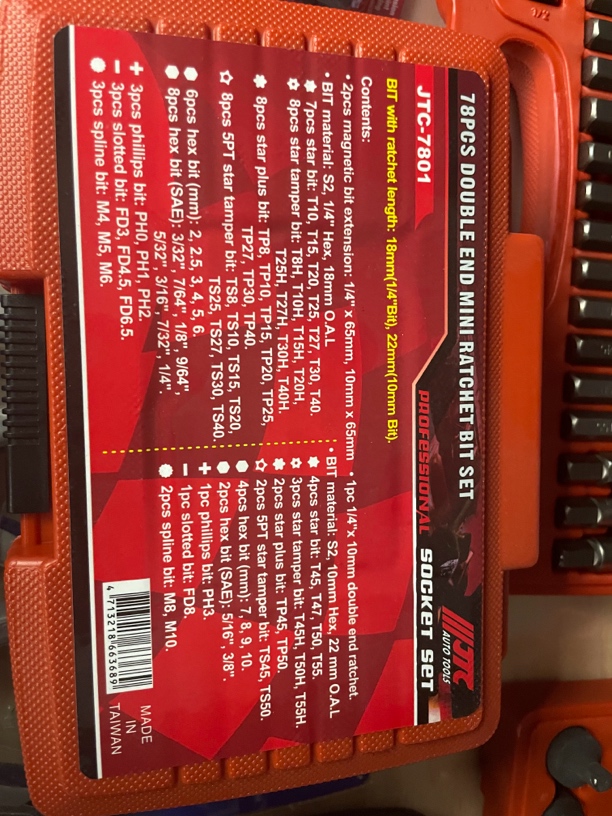 78PCS DOUBLE END MINI RATCHET BIT SET
JTC AUTO TOOLS
JTC-7801
PROFESSIONAL SOCKET SET
BIT with ratchet length: 18mm(1/4"Bit), 22mm(10mm Bit).
Contents:
• 2pcs magnetic bit extension: 1/4" x 65mm, 10mm x 65mm
• BIT material: S2, 1/4" Hex, 18mm O.A.L
7pcs star bit: T10, T15, T20, T25, T27, T30, T40.
8pcs star tamper bit: T8H, T10H, T15H, T20H,
T25H, T27H, T30H, T40H.
8pcs star plus bit: TP8, TP10, TP15, TP20, TP25,
TP27, TP30, TP40.
8pcs 5PT star tamper bit: TS8, TS10, TS15, TS20,
TS25, TS27, TS30, TS40.
6pcs hex bit (mm): 2, 2.5, 3, 4, 5, 6.
8pcs hex bit (SAE): 3/32", 7/64", 1/8", 9/64",
5/32", 3/16", 7/32", 1/4".
3pcs phillips bit: PH0, PH1, PH2.
3pcs slotted bit: FD3, FD4.5, FD6.5.
3pcs spline bit: M4, M5, M6.
• 1pc 1/4"x 10mm double end ratchet.
• BIT material: S2, 10mm Hex, 22 mm O.A.L
4pcs star bit: T45, T47, T50, T55.
3pcs star tamper bit: T45H, T50H, T55H.
2pcs star plus bit: TP45, TP50.
2pcs 5PT star tamper bit: TS45, TS50.
4pcs hex bit (mm): 7, 8, 9, 10.
2pcs hex bit (SAE): 5/16", 3/8".
1pc phillips bit: PH3.
1pc slotted bit: FD8.
2pcs spline bit: M8, M10.
4 713218 663689
MADE
IN
TAIWAN
1/2